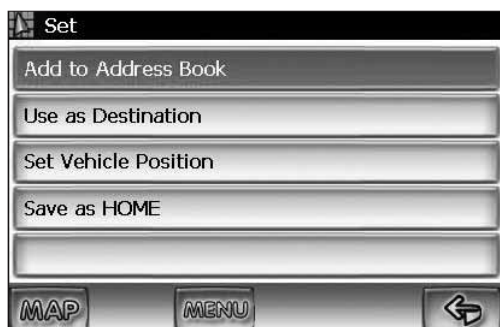 Set
Add to Address Book
Use as Destination
Set Vehicle Position
Save as HOME
MAP MENU